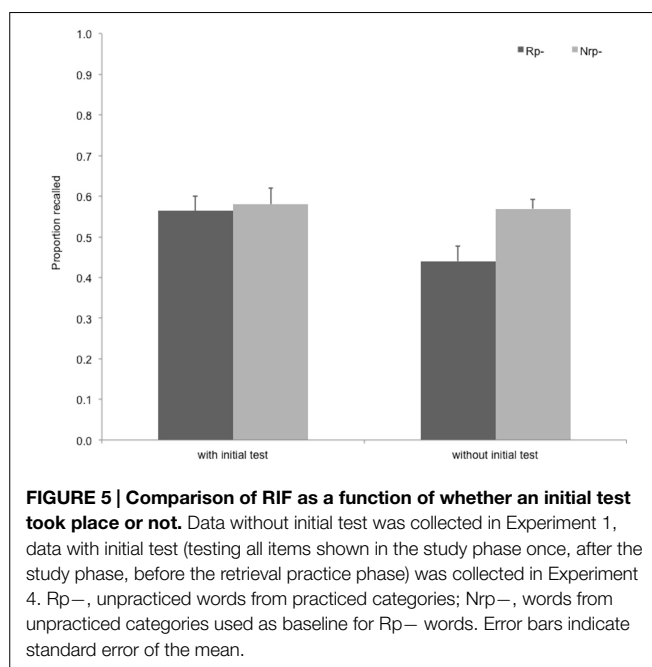 1.0
Rp-
Nrp-
0.9
0.8
0.7
0.6
0.5
0.4
0.3
0.2
0.1
0.0
Proportion recalled
with initial test
without initial test
FIGURE 5 | Comparison of RIF as a function of whether an initial test
took place or not. Data without initial test was collected in Experiment 1,
data with initial test (testing all items shown in the study phase once, after the
study phase, before the retrieval practice phase) was collected in Experiment
4. Rp−, unpracticed words from practiced categories; Nrp−, words from
unpracticed categories used as baseline for Rp− words. Error bars indicate
standard error of the mean.